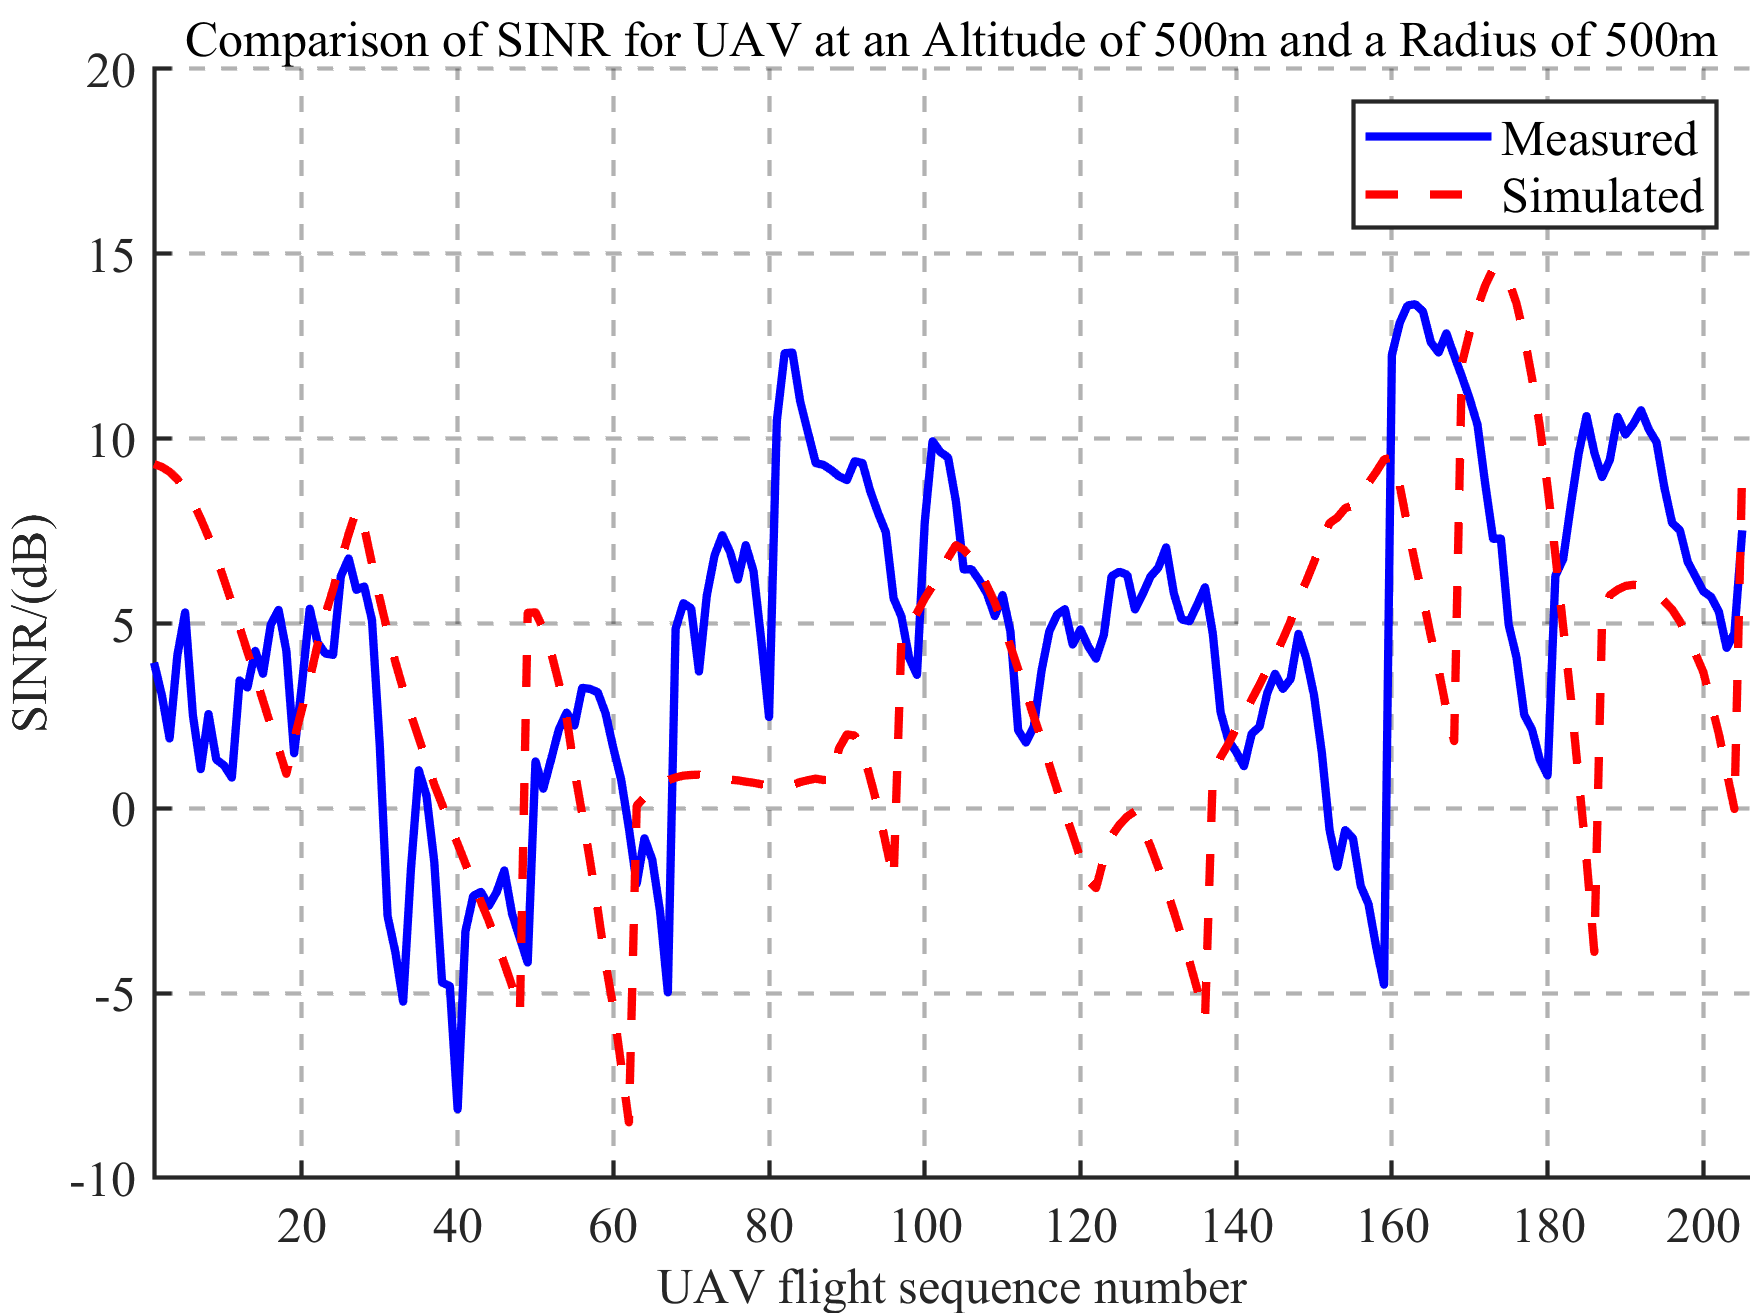 Comparison of SINR for UAV at an Altitude of 500m and a Radius of 500m
20
15
10
5
0
-5
-10
SINR/(dB)
Measured
Simulated
20 40 60 80 100 120 140 160 180 200
UAV flight sequence number